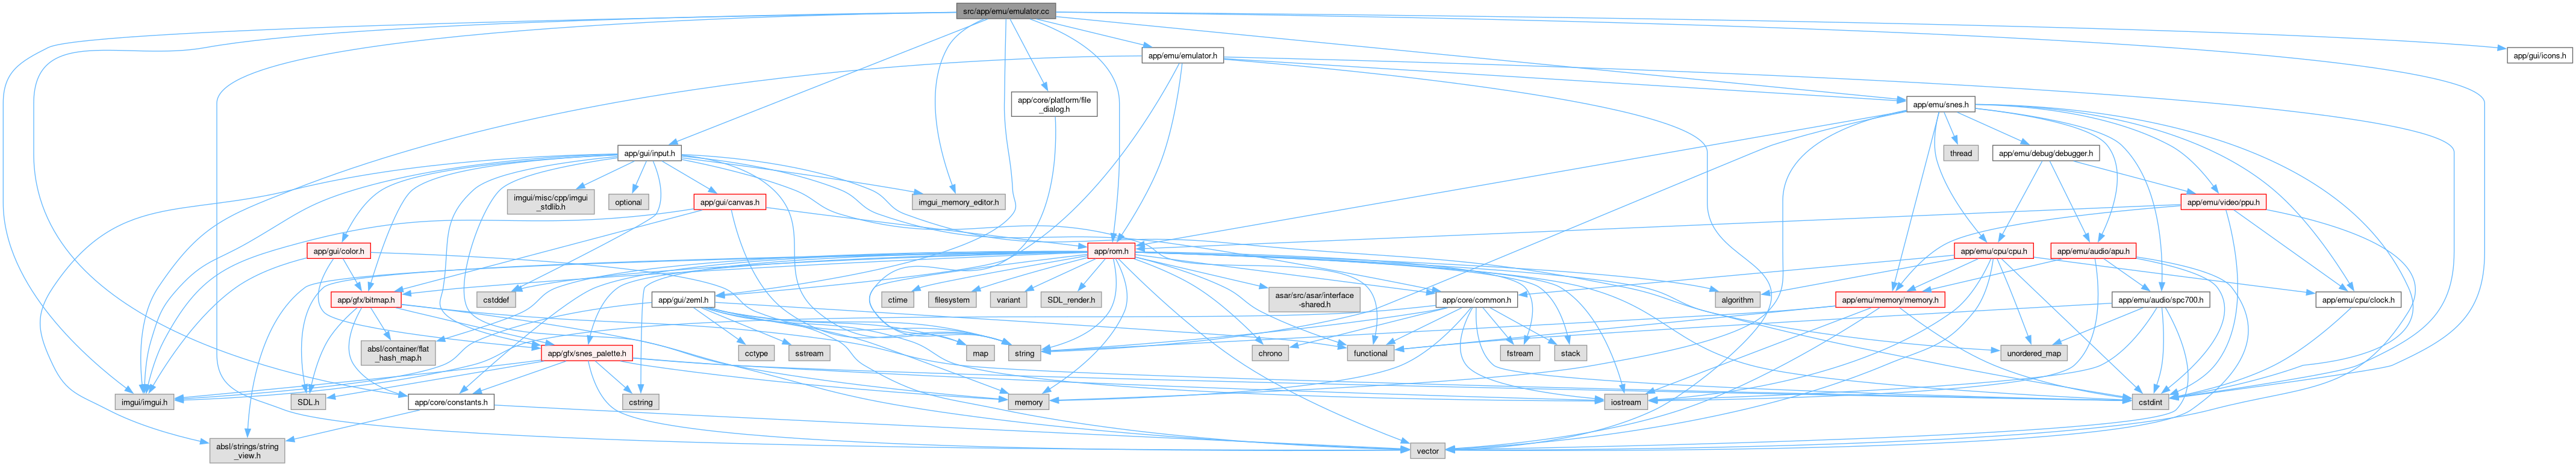 src/app/emu/emulator.cc
app/emu/emulator.h
app/gui/icons.h
app/core/platform/file
_dialog.h
app/emu/snes.h
app/gui/input.h
thread
app/emu/debug/debugger.h
imgui/misc/cpp/imgui
_stdlib.h
optional
app/gui/canvas.h
imgui_memory_editor.h
app/emu/video/ppu.h
app/gui/color.h
app/rom.h
app/emu/cpu/cpu.h
app/emu/audio/apu.h
app/gfx/bitmap.h
cstddef
app/gui/zeml.h
ctime
filesystem
variant
SDL_render.h
asar/src/asar/interface
-shared.h
app/core/common.h
algorithm
app/emu/memory/memory.h
app/emu/audio/spc700.h
app/emu/cpu/clock.h
absl/container/flat
_hash_map.h
app/gfx/snes_palette.h
cctype
sstream
map
string
chrono
functional
fstream
stack
unordered_map
imgui/imgui.h
SDL.h
app/core/constants.h
cstring
memory
iostream
cstdint
absl/strings/string
_view.h
vector